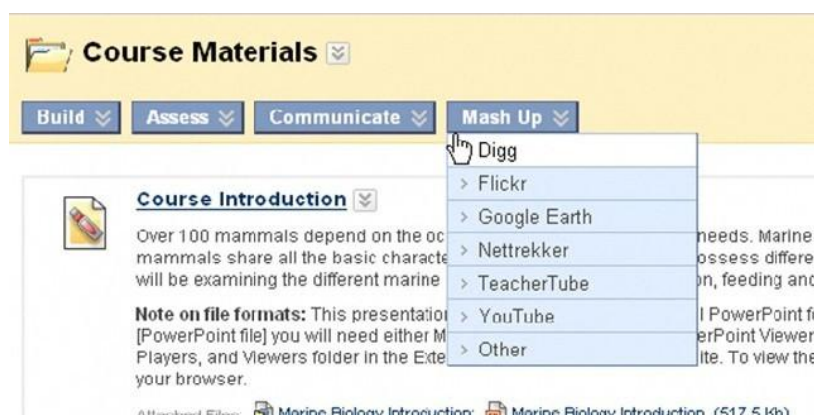 Course Materials
Build Assess Communicate Mash Up
Digg
> Flickr
> Google Earth
> Nettrekker
> TeacherTube
> YouTube
> Other
Course Introduction
Over 100 mammals depend on the oc needs. Marine
mammals share all the basic characte ossess differe
will be examining the different marine on, feeding and
Note on file formats: This presentation l PowerPoint f
[PowerPoint file] you will need either M erPoint Viewer
Players, and Viewers folder in the Exte ite. To view the
your browser.
Attached Files: Marine Biology Introduction; Marine Biology Introduction (517.5 Kb)